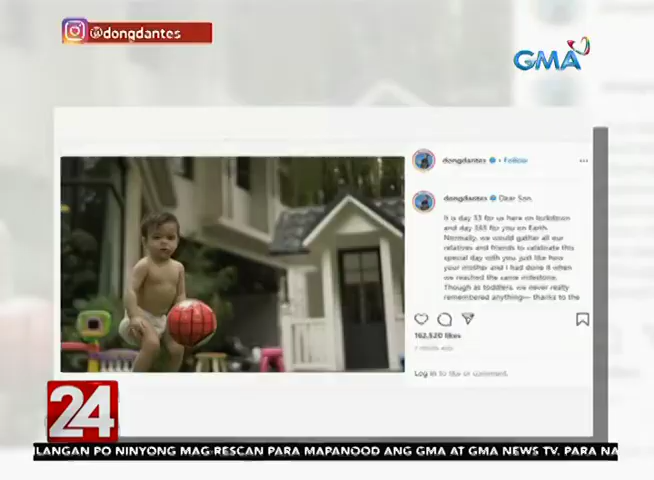 @dongdantes
GMA
dongdantes • Follow
dongdantes Dear Son,
It is day 33 for us here on lockdown
and day 365 for you on Earth.
Normally, we would gather all our
relatives and friends to celebrate this
special day with you, just like how
your mother and I had done it when
we reached the same milestone.
Though as toddlers, we never really
remembered anything— thanks to the
162,520 likes
7 hours ago
Log in to like or comment.
24
ILANGAN PO NINYONG MAG-RESCAN PARA MAPANOOD ANG GMA AT GMA NEWS TV. PARA NA